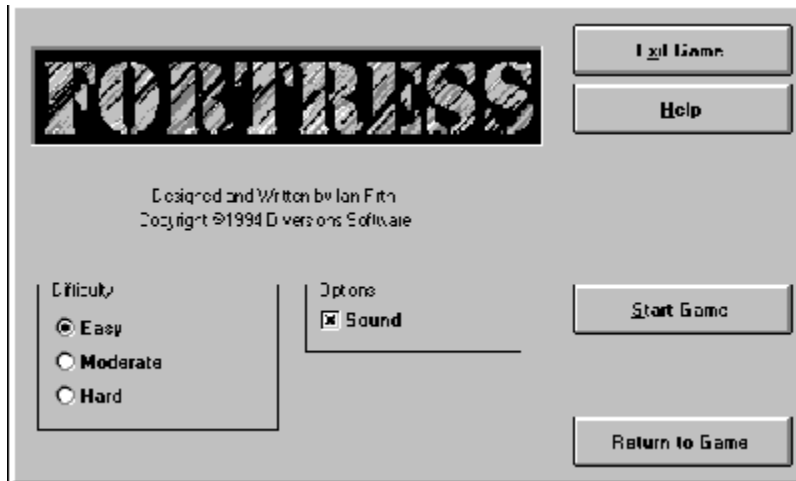 FORTRESS
Exit Game
Help
Designed and Written by Ian Firth
Copyright ©1994 Diversions Software
Difficulty
Easy
Moderate
Hard
Options
Sound
Start Game
Return to Game